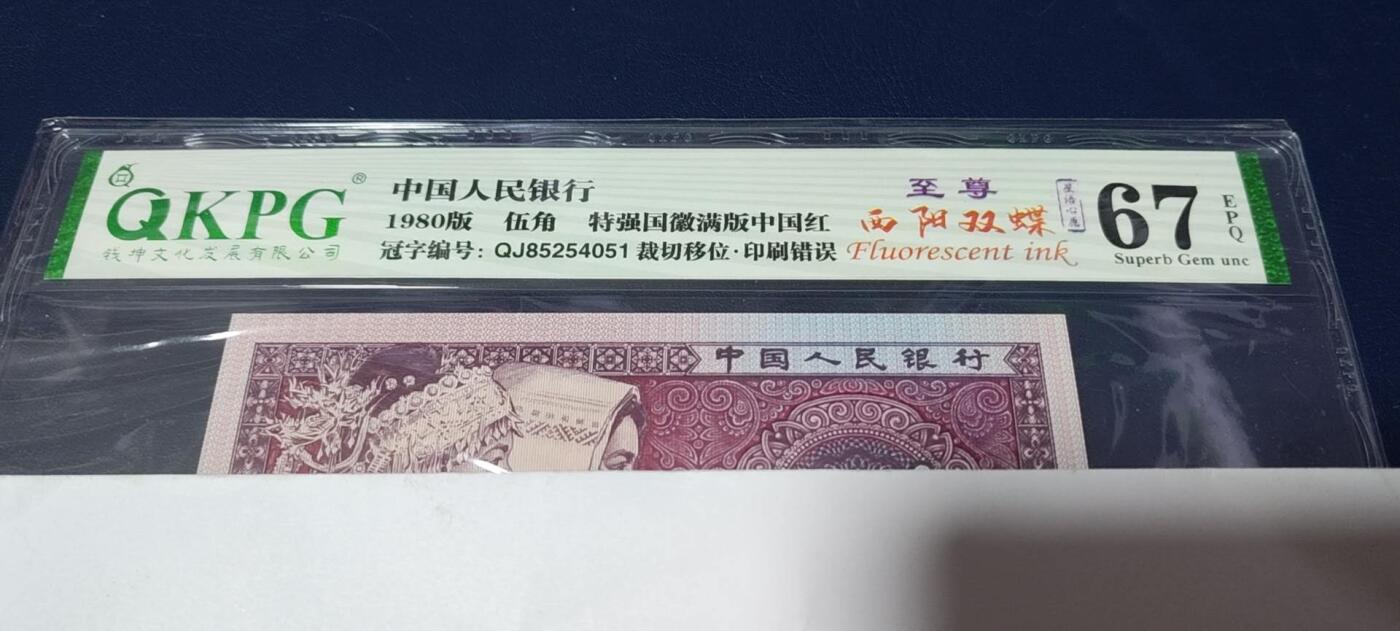 QKPG®
钱坤文化发展有限公司
中国人民银行
1980版 伍角 特强国徽满版中国红
冠字编号: QJ85254051 裁切移位·印刷错误
至尊
西阳双蝶
Fluorescent ink
67
EPQ
Superb Gem unc
中国人民银行